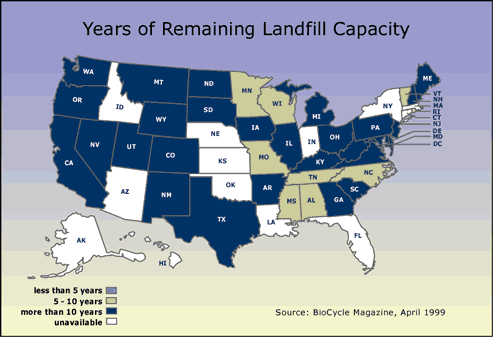 Years of Remaining Landfill Capacity
WA
MT
ND
MN
ME
OR
ID
SD
WI
NY
VT
NH
MA
RI
CT
NJ
DE
MD
DC
WY
MI
NV
UT
CO
NE
IA
IL
IN
OH
PA
CA
KS
MO
KY
AZ
NM
OK
AR
TN
NC
SC
MS
AL
GA
TX
LA
FL
AK
HI
less than 5 years
5 - 10 years
more than 10 years
unavailable
Source: BioCycle Magazine, April 1999